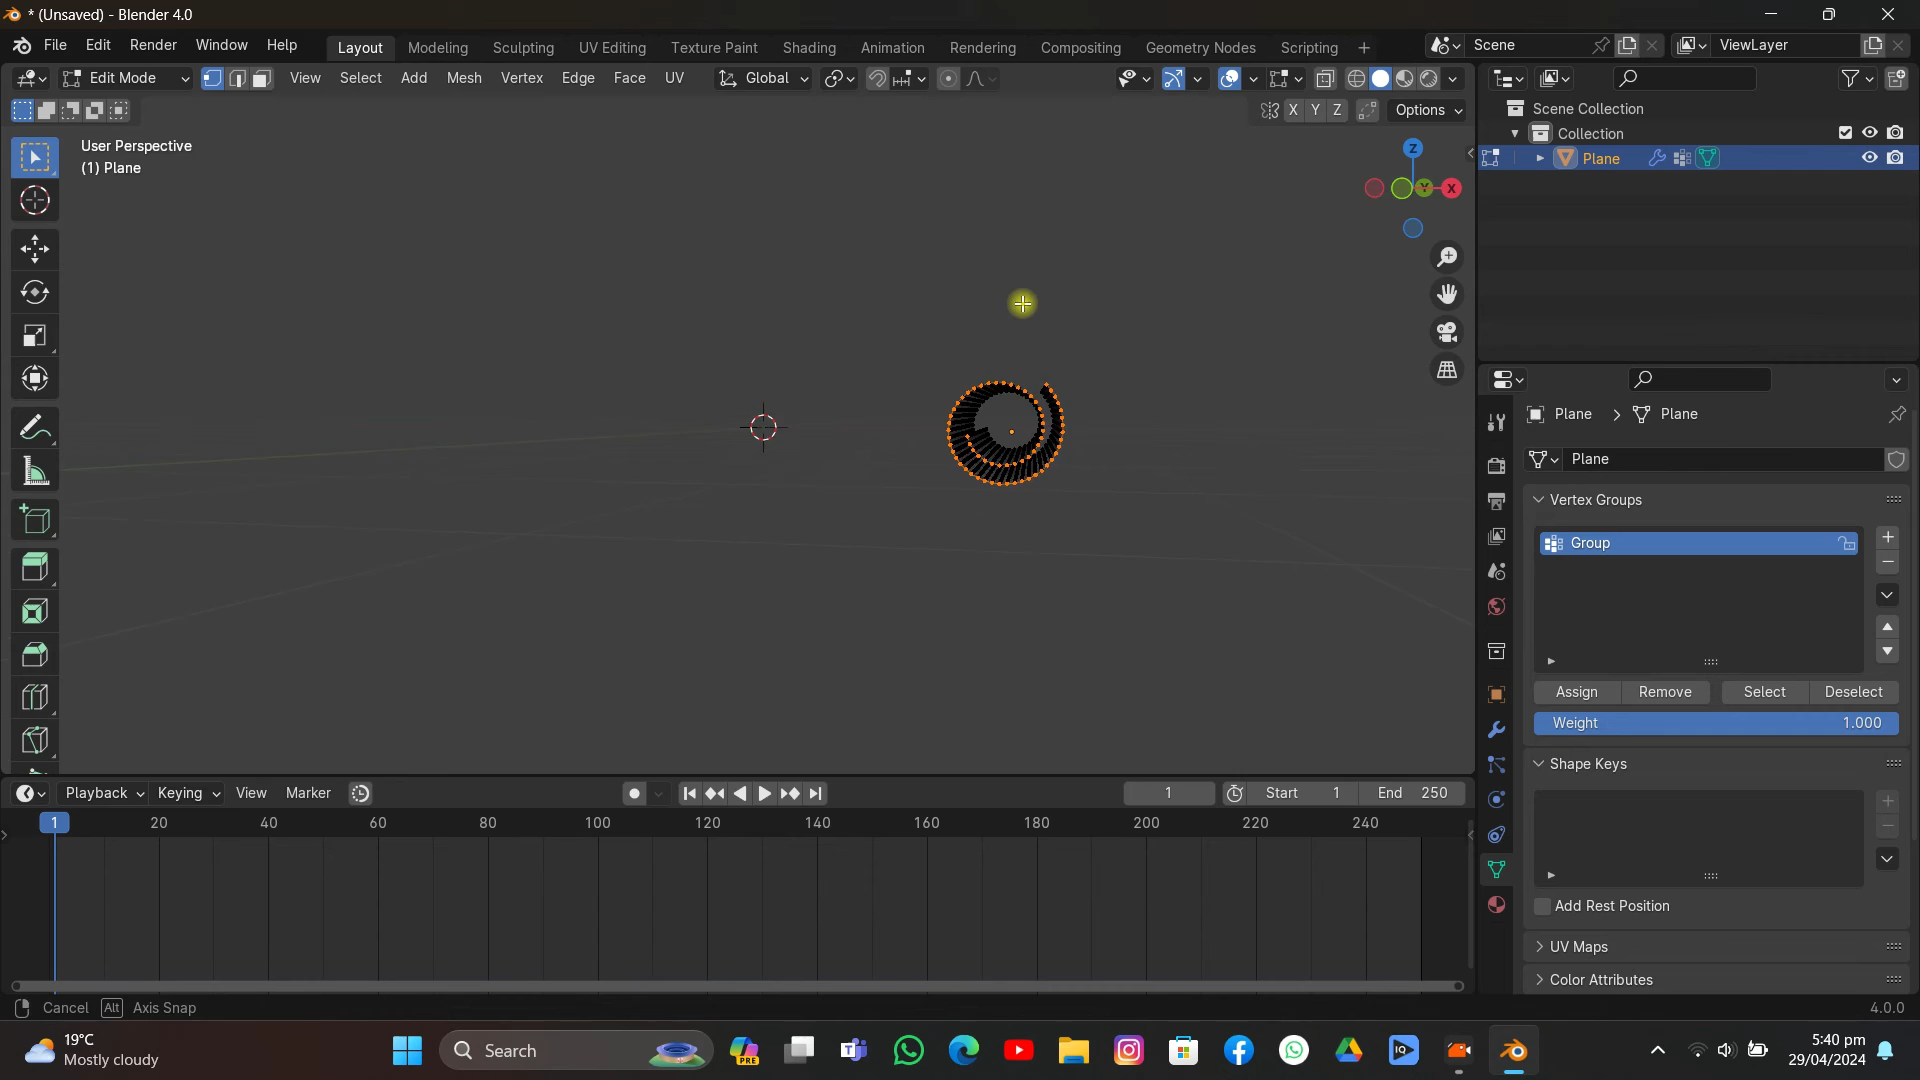 * (Unsaved) - Blender 4.0
File Edit Render Window Help Layout Modeling Sculpting UV Editing Texture Paint Shading Animation Rendering Compositing Geometry Nodes Scripting + Scene ViewLayer
Edit Mode View Select Add Mesh Vertex Edge Face UV Global
X Y Z Options
User Perspective
(1) Plane
Z
Y X
Scene Collection
Collection
Plane
Plane > Plane
Plane
Vertex Groups
Group
Assign Remove Select Deselect
Weight 1.000
Shape Keys
Add Rest Position
UV Maps
Color Attributes
Playback Keying View Marker 1 Start 1 End 250
1 20 40 60 80 100 120 140 160 180 200 220 240
Cancel Alt Axis Snap 4.0.0
19°C
Mostly cloudy
Search
PRE
IQ
5:40 pm
29/04/2024